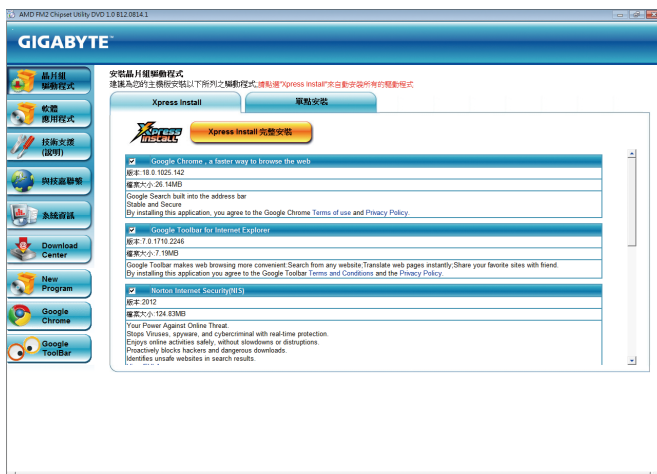 AMD FM2 Chipset Utility DVD 1.0 B12.0814.1
GIGABYTE™
晶片組
驅動程式
軟體
應用程式
技術支援
(說明)
與技嘉聯繫
系統資訊
Download
Center
New
Program
Google
Chrome
Google
ToolBar
安裝晶片組驅動程式
建議為您的主機板安裝以下所列之驅動程式;請點選"Xpress Install"來自動安裝所有的驅動程式
Xpress Install
單點安裝
Xpress
INSTALL
Xpress Install 完整安裝
Google Chrome , a faster way to browse the web
版本:18.0.1025.142
檔案大小:26.14MB
Google Search built into the address bar
Stable and Secure
By installing this application, you agree to the Google Chrome Terms of use and Privacy Policy.
Google Toolbar for Internet Explorer
版本:7.0.1710.2246
檔案大小:7.19MB
Google Toolbar makes web browsing more convenient:Search from any website;Translate web pages instantly;Share your favorite sites with friend.
By installing this application you agree to the Google Toolbar Terms and Conditions and the Privacy Policy.
Norton Internet Security(NIS)
版本:2012
檔案大小:124.83MB
Your Power Against Online Threat.
Stops Viruses, spyware, and cybercriminal with real-time protection.
Enjoys online activities safely, without slowdowns or distruptions.
Proactively blocks hackers and dangerous downloads.
Identifies unsafe websites in search results.